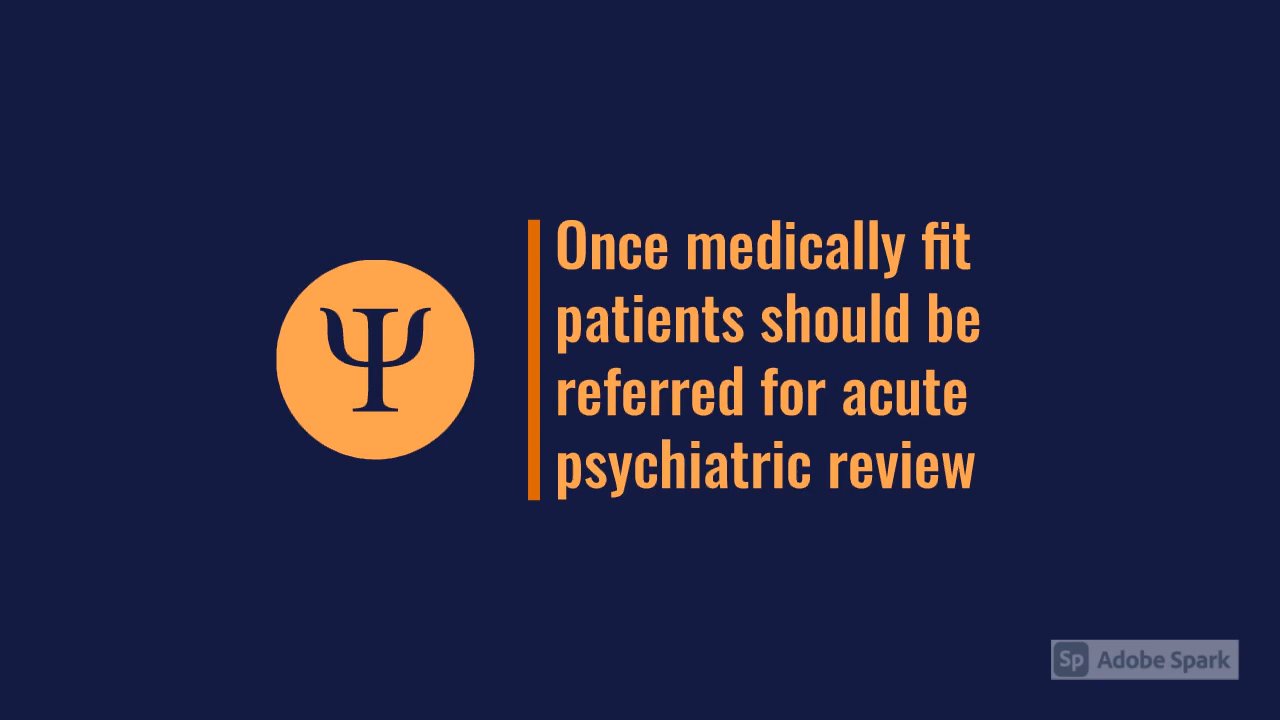 Ψ
Once medically fit
patients should be
referred for acute
psychiatric review
Sp Adobe Spark